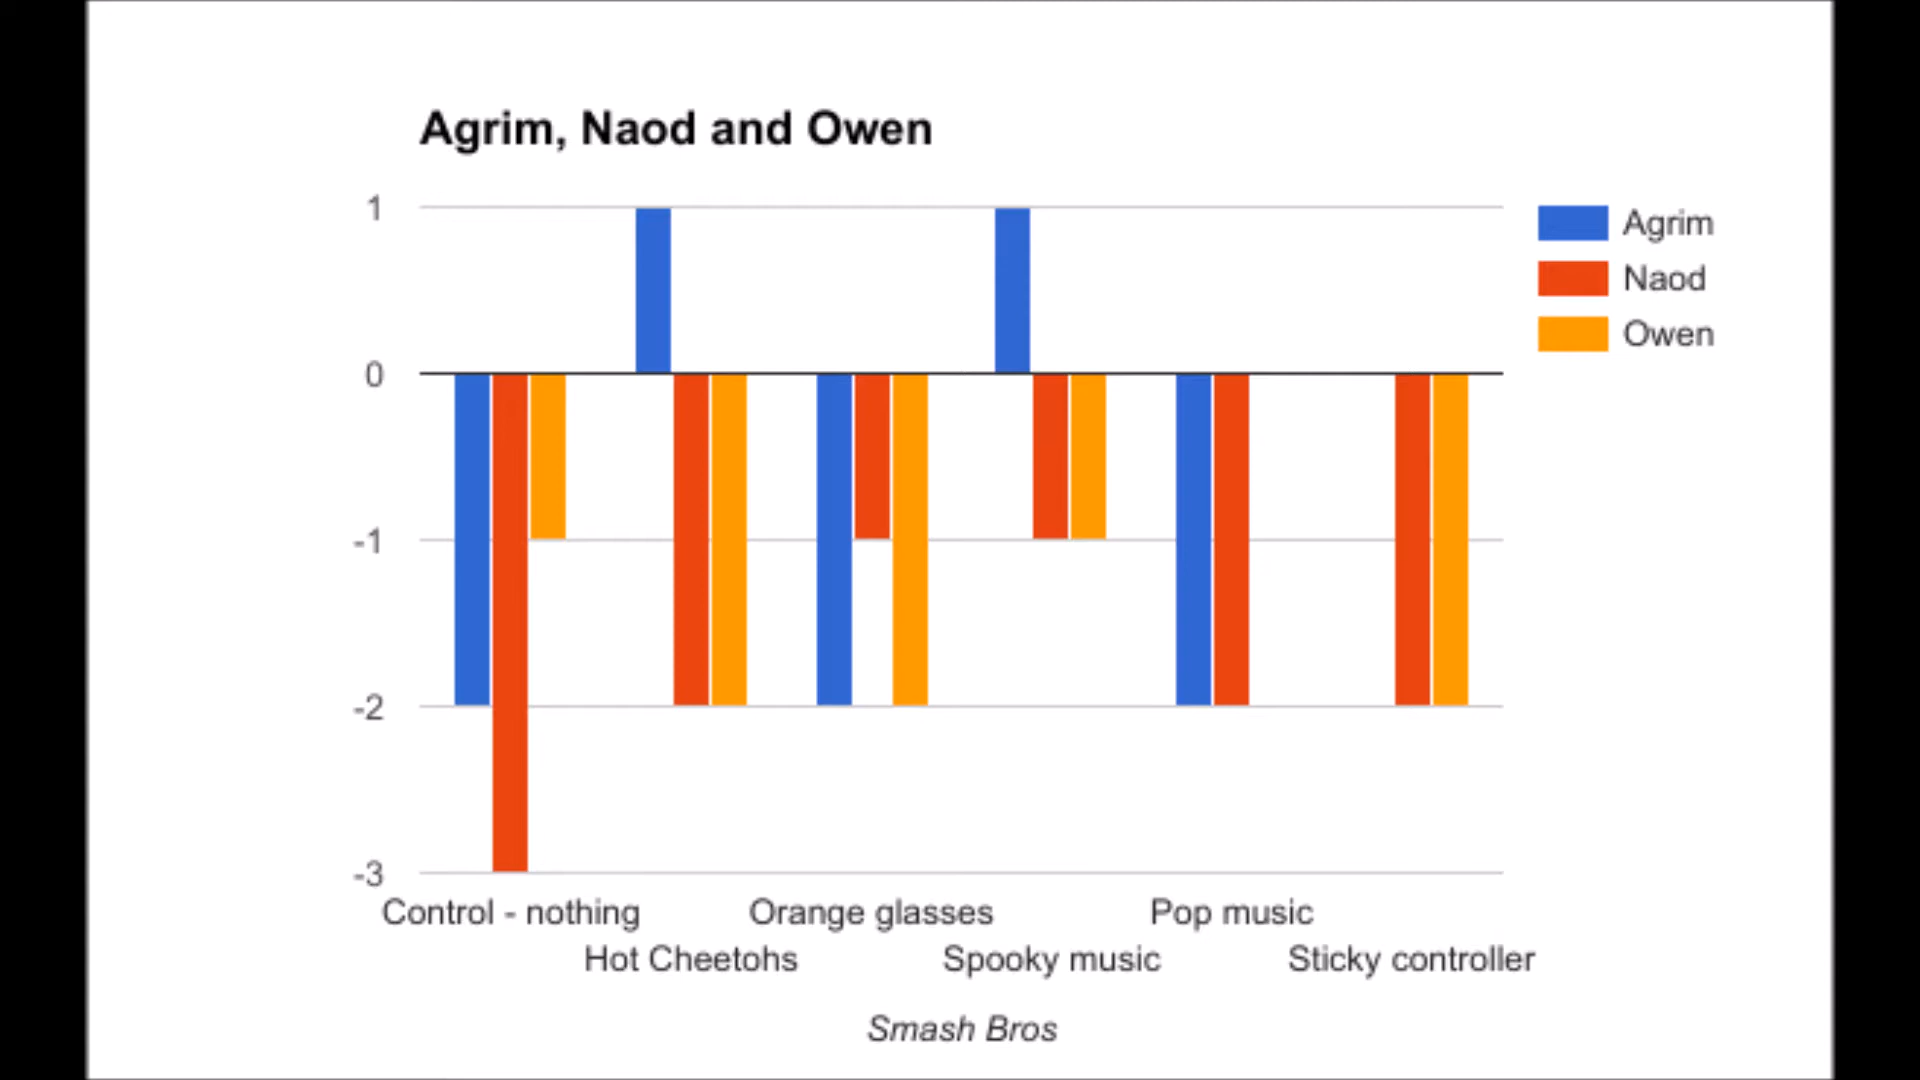 Agrim, Naod and Owen
1
0
-1
-2
-3
Agrim
Naod
Owen
Control - nothing
Hot Cheetohs
Orange glasses
Spooky music
Pop music
Sticky controller
Smash Bros